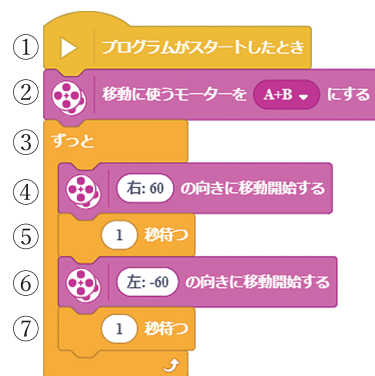 ① プログラムがスタートしたとき
② 移動に使うモーターを A+B にする
③ ずっと
④ 右: 60 の向きに移動開始する
⑤ 1 秒待つ
⑥ 左: -60 の向きに移動開始する
⑦ 1 秒待つ